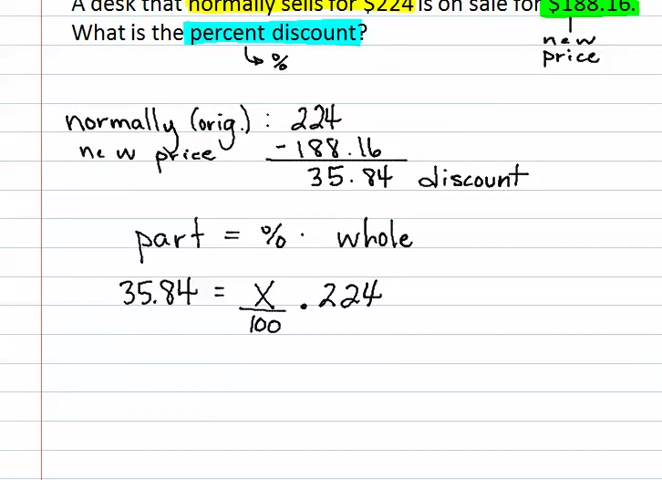 A desk that normally sells for $224 is on sale for $188.16.
What is the percent discount?
new
price
%
normally (orig.) : 224
new price -188.16
35.84 discount
part = % · whole
35.84 = X/100 · 224